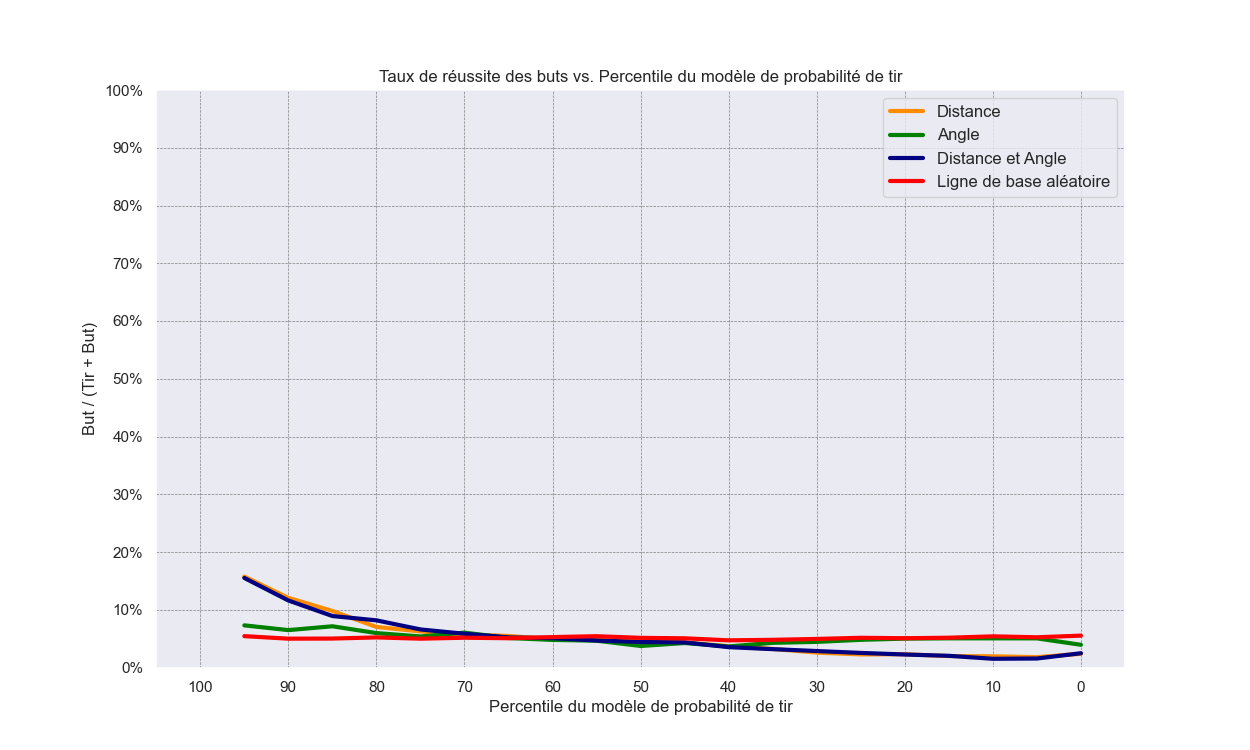 Taux de réussite des buts vs. Percentile du modèle de probabilité de tir
100%
90%
80%
70%
60%
50%
40%
30%
20%
10%
0%
But / (Tir + But)
Distance
Angle
Distance et Angle
Ligne de base aléatoire
100 90 80 70 60 50 40 30 20 10 0
Percentile du modèle de probabilité de tir